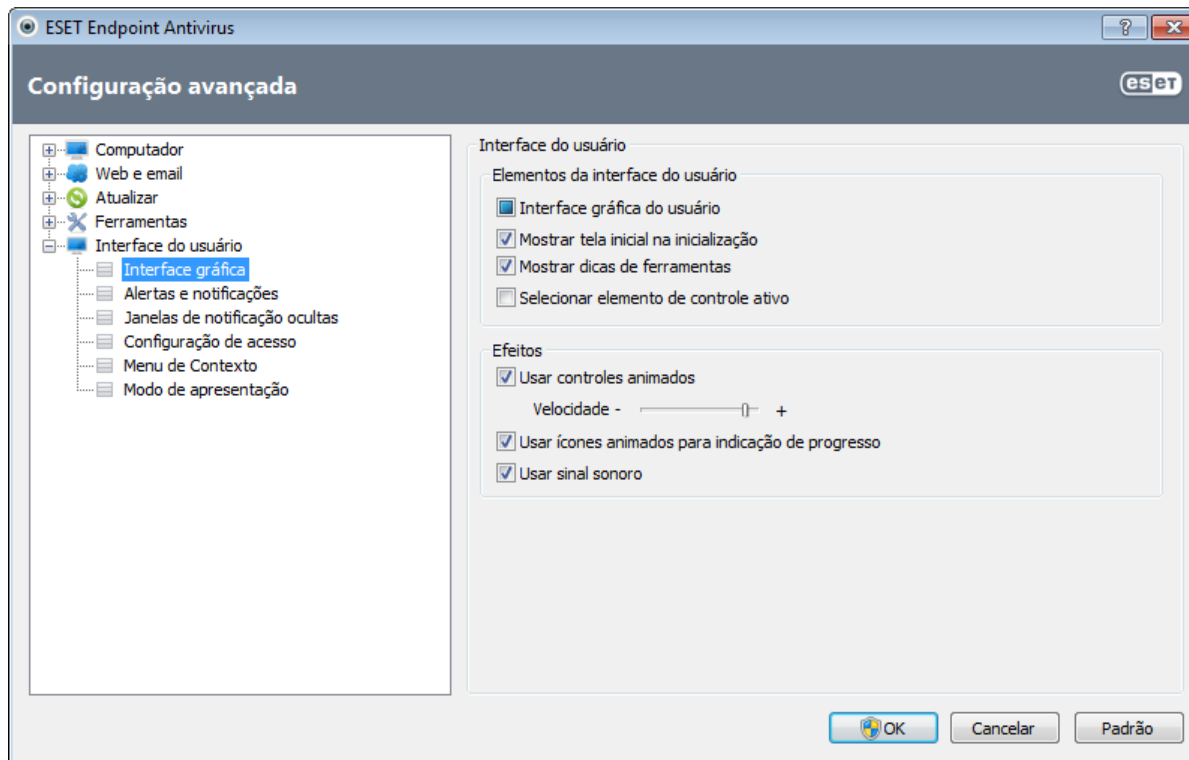 ESET Endpoint Antivirus
Configuração avançada
eseT
Computador
Web e email
Atualizar
Ferramentas
Interface do usuário
Interface gráfica
Alertas e notificações
Janelas de notificação ocultas
Configuração de acesso
Menu de Contexto
Modo de apresentação
Interface do usuário
Elementos da interface do usuário
Interface gráfica do usuário
Mostrar tela inicial na inicialização
Mostrar dicas de ferramentas
Selecionar elemento de controle ativo
Efeitos
Usar controles animados
Velocidade - +
Usar ícones animados para indicação de progresso
Usar sinal sonoro
OK Cancelar Padrão